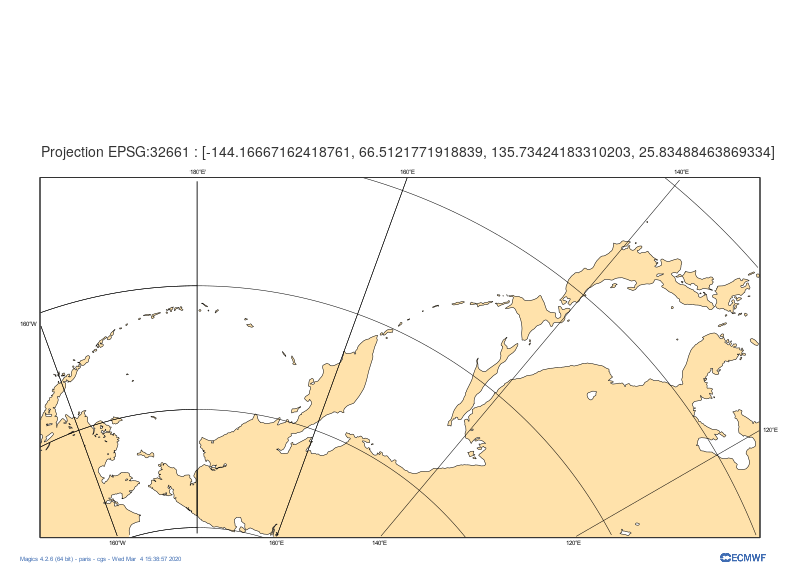 Projection EPSG:32661 : [-144.16667162418761, 66.5121771918839, 135.73424183310203, 25.83488463869334]
180°E 160°E 140°E
160°W
120°E
160°W 160°E 140°E 120°E
Magics 4.2.6 (64 bit) - paris - cgs - Wed Mar 4 15:38:57 2020
ECMWF